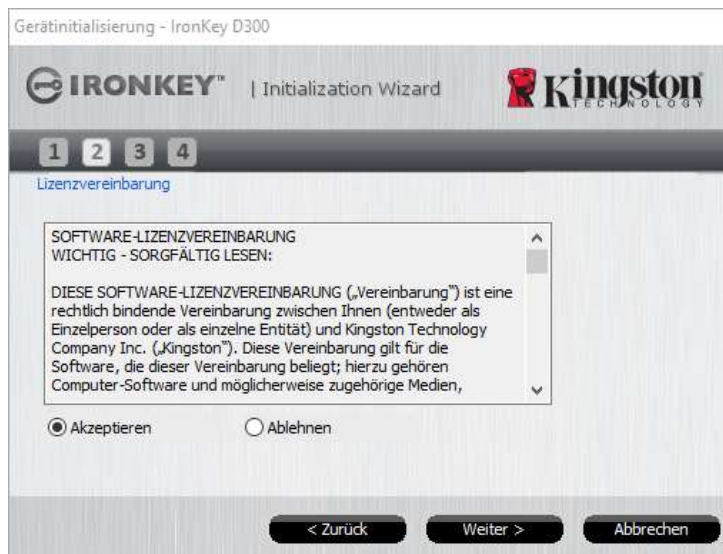 Gerätinitialisierung - IronKey D300
IRONKEY™ | Initialization Wizard
Kingston
TECHNOLOGY
1 2 3 4
Lizenzvereinbarung
SOFTWARE-LIZENZVEREINBARUNG
WICHTIG - SORGFÄLTIG LESEN:
DIESE SOFTWARE-LIZENZVEREINBARUNG („Vereinbarung“) ist eine
rechtlich bindende Vereinbarung zwischen Ihnen (entweder als
Einzelperson oder als einzelne Entität) und Kingston Technology
Company Inc. („Kingston“). Diese Vereinbarung gilt für die
Software, die dieser Vereinbarung beliegt; hierzu gehören
Computer-Software und möglicherweise zugehörige Medien,
Akzeptieren Ablehnen
< Zurück Weiter > Abbrechen